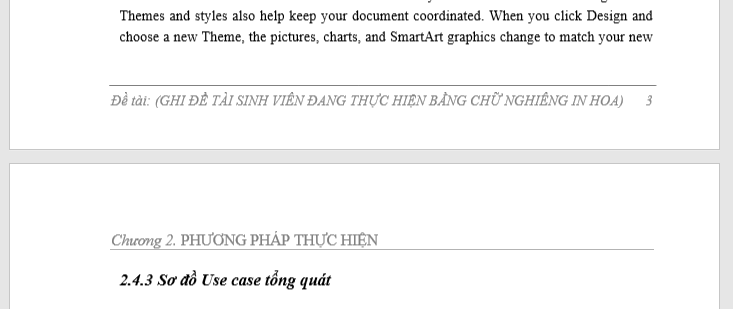 Themes and styles also help keep your document coordinated. When you click Design and
choose a new Theme, the pictures, charts, and SmartArt graphics change to match your new
Đề tài: (GHI ĐỀ TÀI SINH VIÊN ĐANG THỰC HIỆN BẰNG CHỮ NGHIÊNG IN HOA) 3
Chương 2. PHƯƠNG PHÁP THỰC HIỆN
2.4.3 Sơ đồ Use case tổng quát